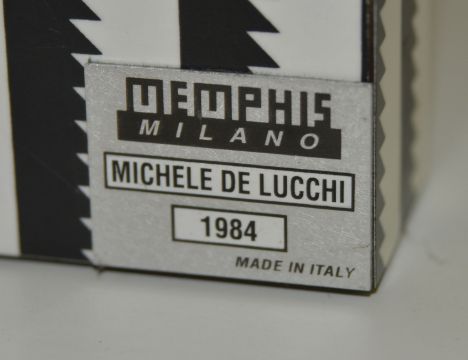 MEMPHIS
MILANO
MICHELE DE LUCCHI
1984
MADE IN ITALY